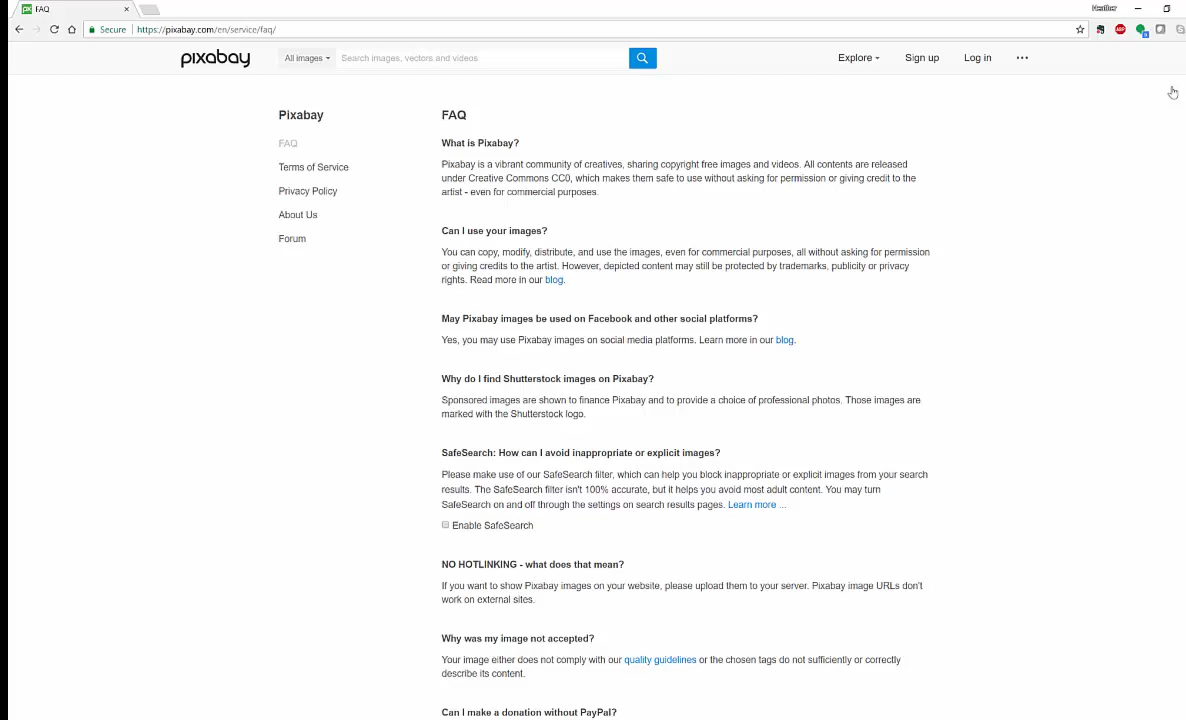 FAQ
Heather
Secure https://pixabay.com/en/service/faq/
pixabay All images Search images, vectors and videos Explore Sign up Log in
Pixabay
FAQ
Terms of Service
Privacy Policy
About Us
Forum
FAQ
What is Pixabay?
Pixabay is a vibrant community of creatives, sharing copyright free images and videos. All contents are released
under Creative Commons CC0, which makes them safe to use without asking for permission or giving credit to the
artist - even for commercial purposes.
Can I use your images?
You can copy, modify, distribute, and use the images, even for commercial purposes, all without asking for permission
or giving credits to the artist. However, depicted content may still be protected by trademarks, publicity or privacy
rights. Read more in our blog.
May Pixabay images be used on Facebook and other social platforms?
Yes, you may use Pixabay images on social media platforms. Learn more in our blog.
Why do I find Shutterstock images on Pixabay?
Sponsored images are shown to finance Pixabay and to provide a choice of professional photos. Those images are
marked with the Shutterstock logo.
SafeSearch: How can I avoid inappropriate or explicit images?
Please make use of our SafeSearch filter, which can help you block inappropriate or explicit images from your search
results. The SafeSearch filter isn't 100% accurate, but it helps you avoid most adult content. You may turn
SafeSearch on and off through the settings on search results pages. Learn more ...
Enable SafeSearch
NO HOTLINKING - what does that mean?
If you want to show Pixabay images on your website, please upload them to your server. Pixabay image URLs don't
work on external sites.
Why was my image not accepted?
Your image either does not comply with our quality guidelines or the chosen tags do not sufficiently or correctly
describe its content.
Can I make a donation without PayPal?